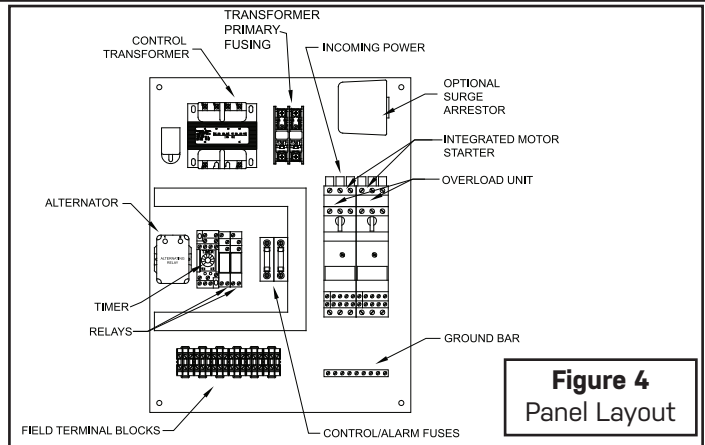 TRANSFORMER
PRIMARY
FUSING
CONTROL
TRANSFORMER
INCOMING POWER
OPTIONAL
SURGE
ARRESTOR
INTEGRATED MOTOR
STARTER
OVERLOAD UNIT
ALTERNATOR
ALTERNATING
RELAY
TIMER
RELAYS
GROUND BAR
FIELD TERMINAL BLOCKS
CONTROL/ALARM FUSES
Figure 4
Panel Layout